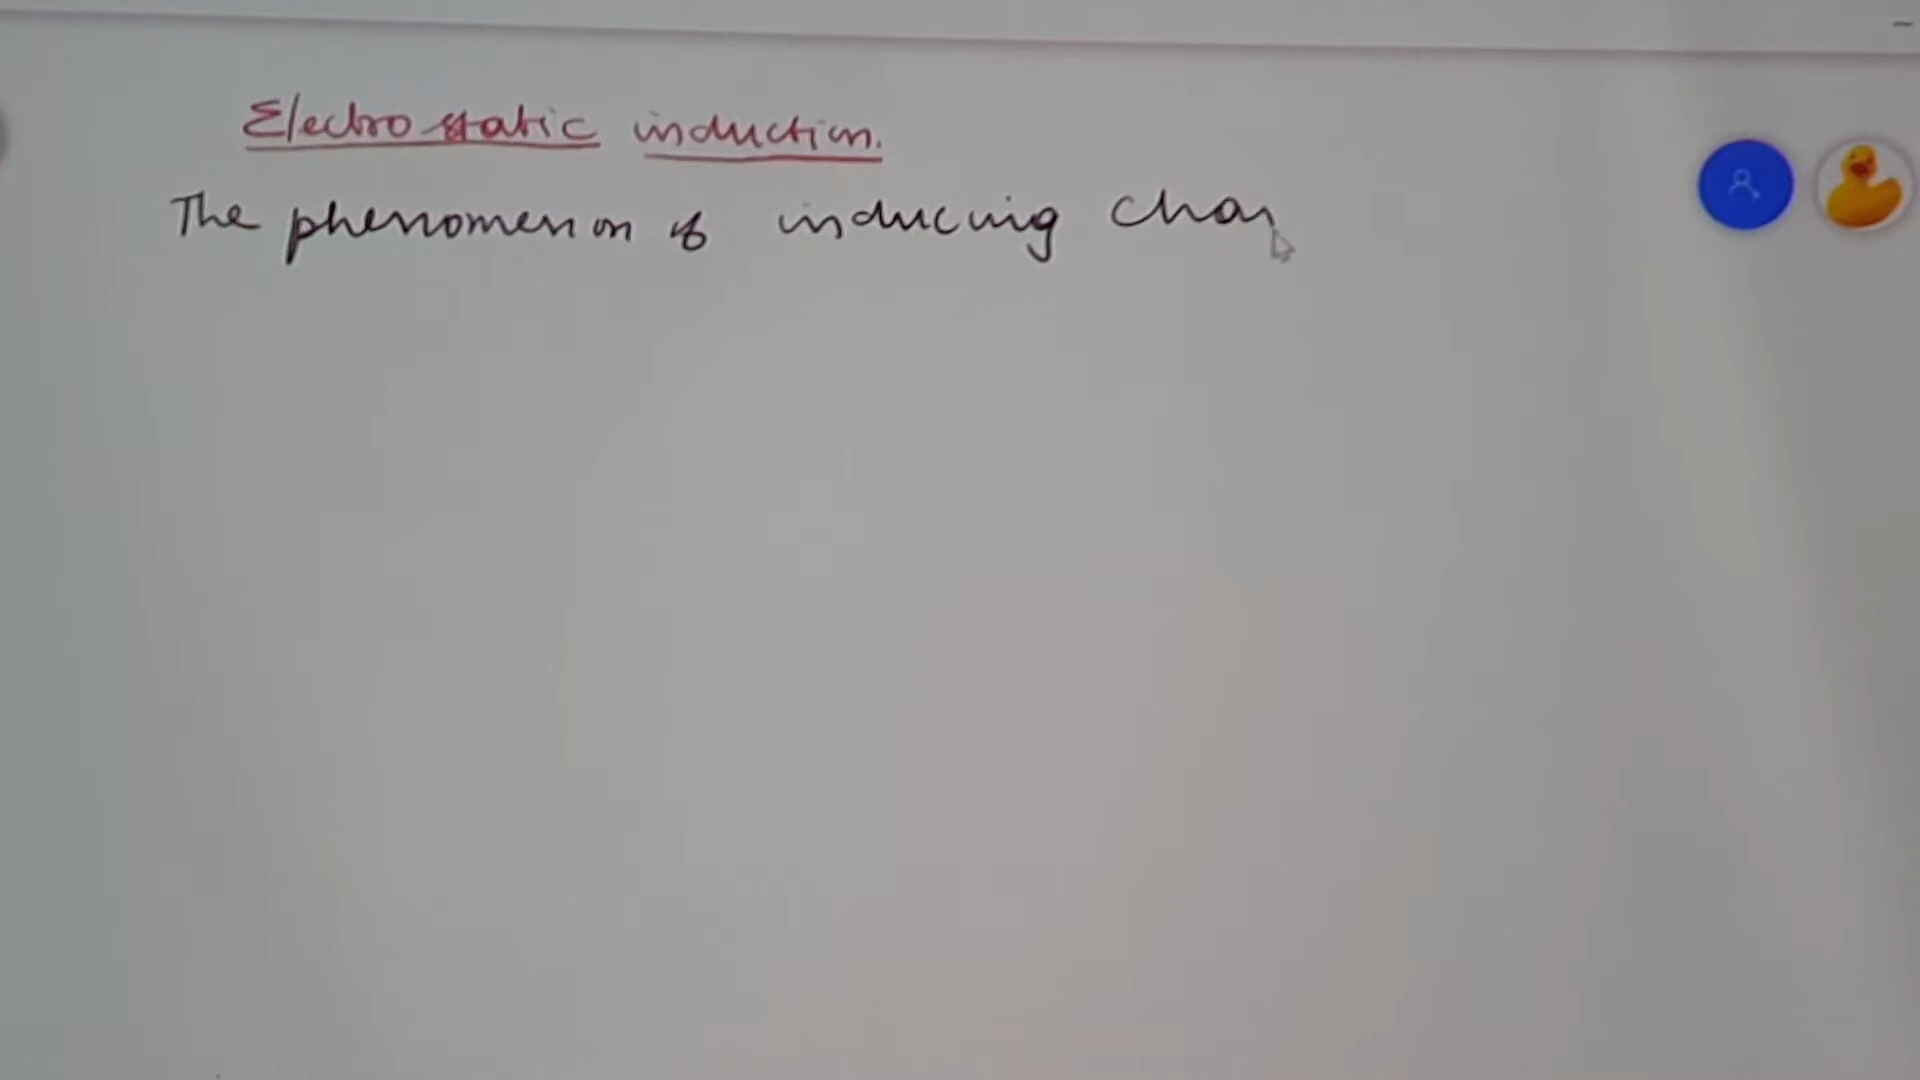 Electrostatic induction.
The phenomenon of inducing char